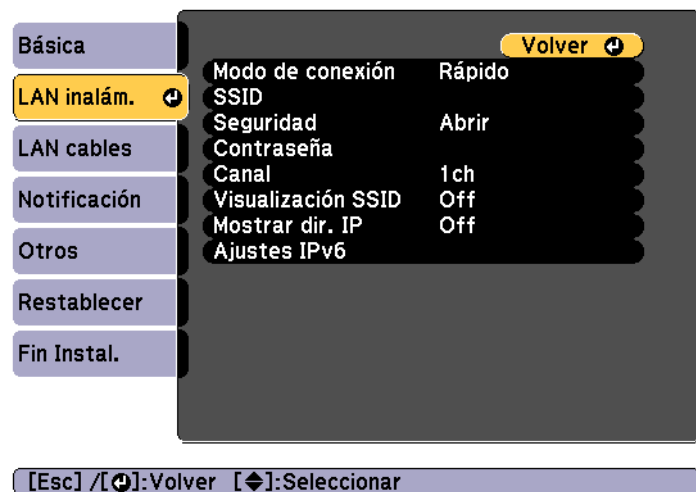 Básica
LAN inalám.
LAN cables
Notificación
Otros
Restablecer
Fin Instal.
Volver
Modo de conexión Rápido
SSID
Seguridad Abrir
Contraseña
Canal 1ch
Visualización SSID Off
Mostrar dir. IP Off
Ajustes IPv6
[Esc] /[⏎]:Volver [◆]:Seleccionar